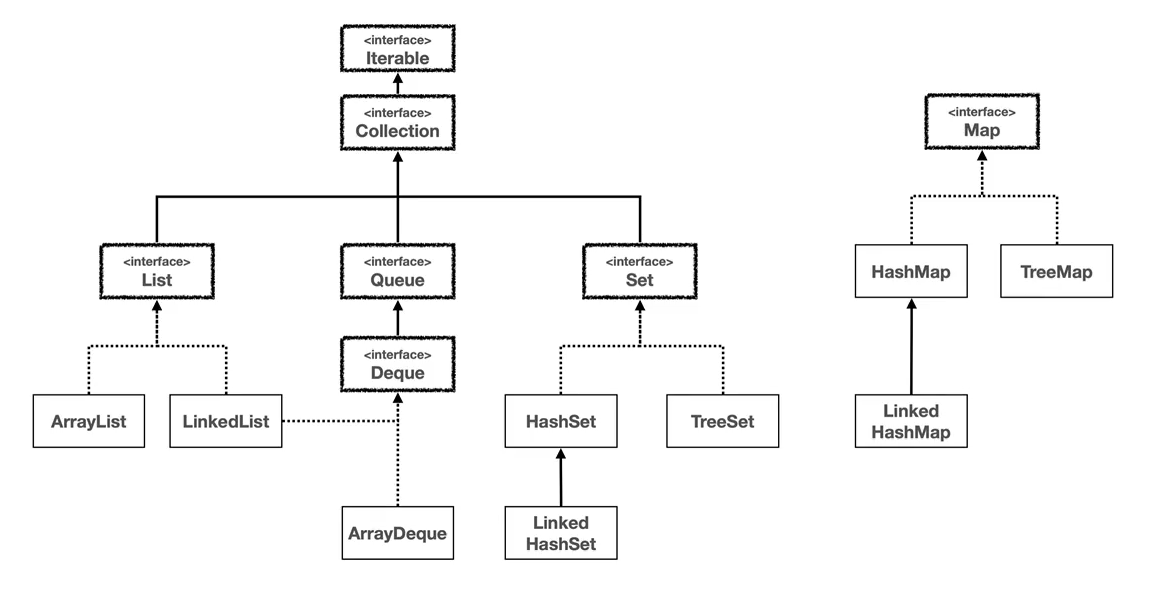 <interface>
Iterable
<interface>
Collection
<interface>
Map
<interface>
List
<interface>
Queue
<interface>
Set
HashMap
TreeMap
<interface>
Deque
ArrayList
LinkedList
HashSet
TreeSet
Linked
HashMap
ArrayDeque
Linked
HashSet